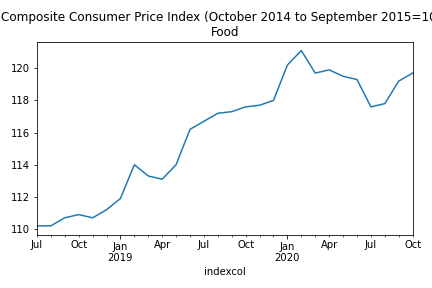 Composite Consumer Price Index (October 2014 to September 2015=10
Food
120
118
116
114
112
110
Jul Oct Jan Apr Jul Oct Jan Apr Jul Oct
2019 2020
indexcol